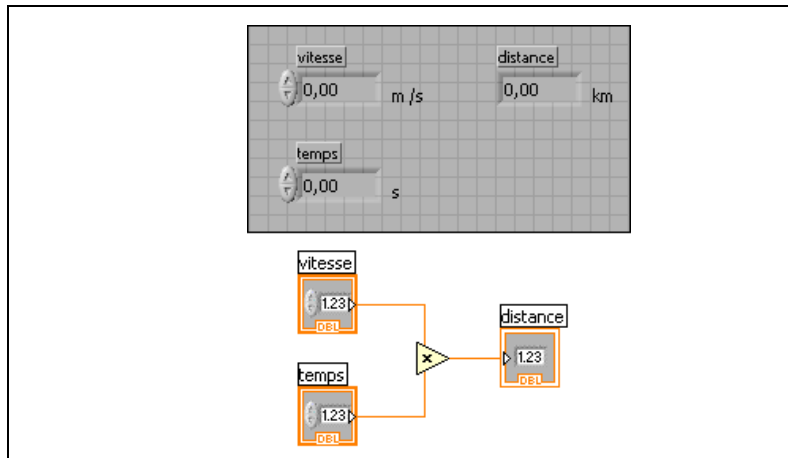 vitesse distance
0,00 m /s 0,00 km
temps
0,00 s
vitesse
1.23
DBL
distance
×
1.23
DBL
temps
1.23
DBL